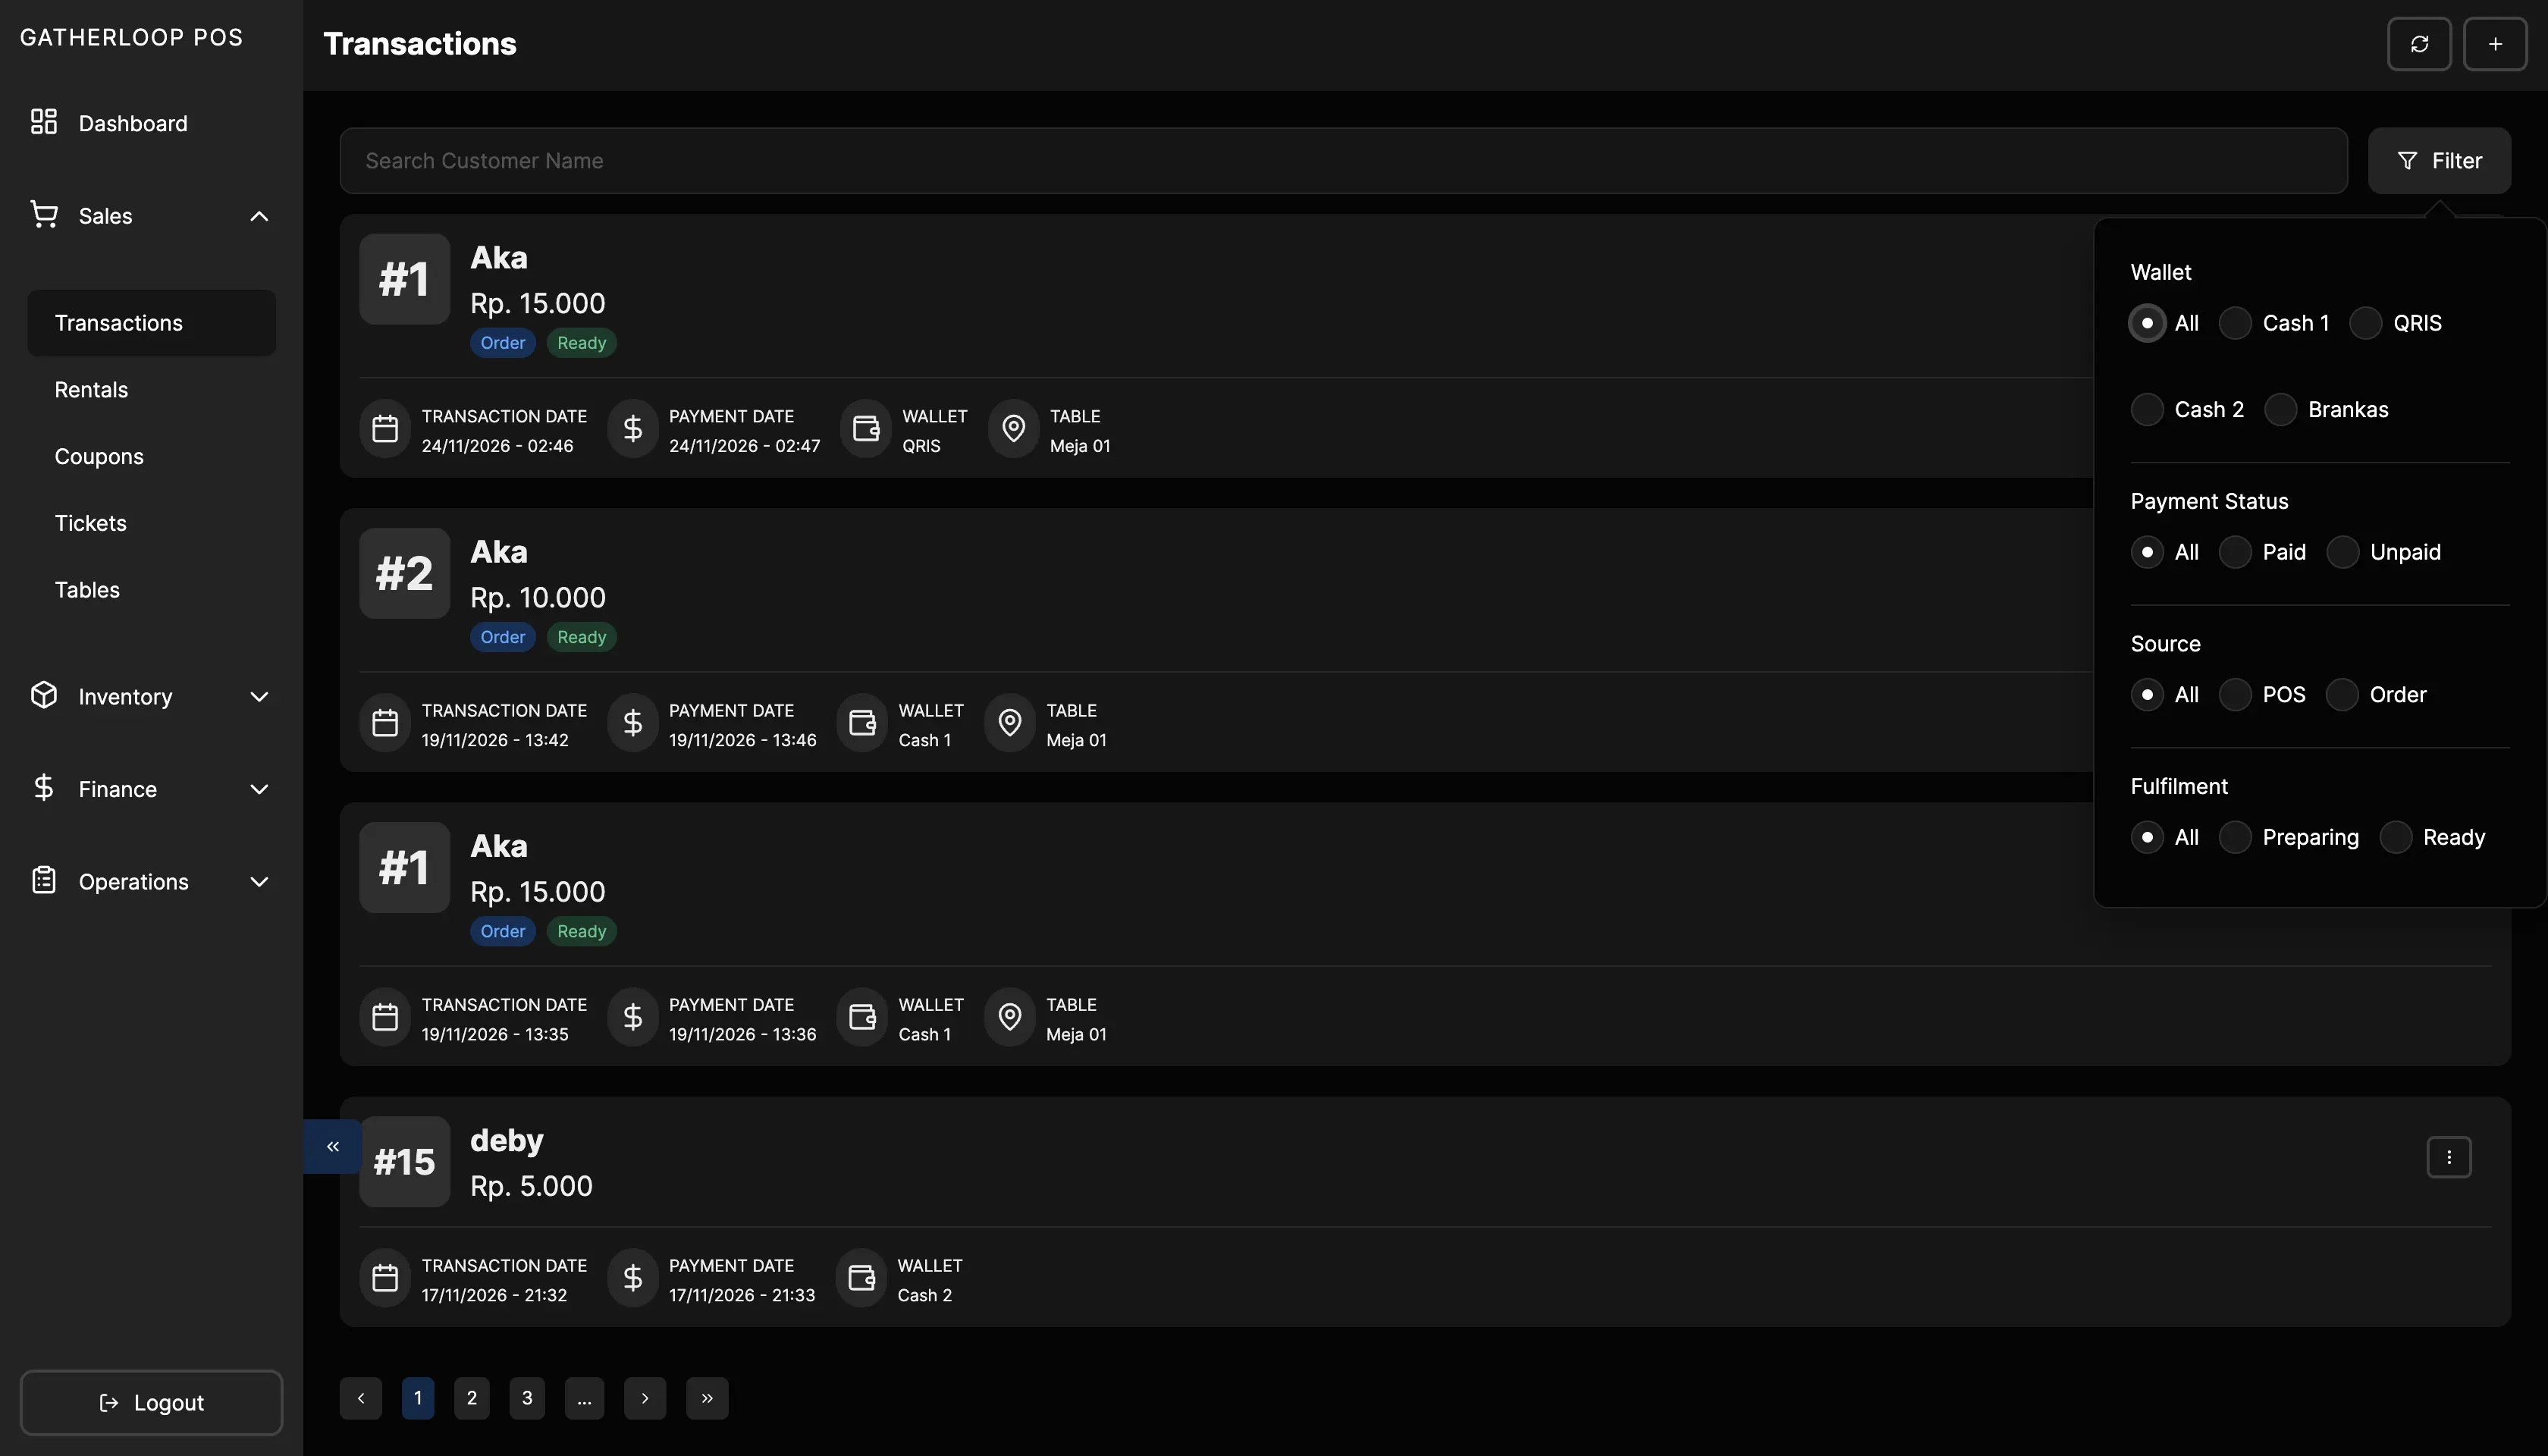 GATHERLOOP POS
Dashboard
Sales
Transactions
Rentals
Coupons
Tickets
Tables
Inventory
Finance
Operations
Logout
Transactions
Search Customer Name
Filter
#1
Aka
Rp. 15.000
Order Ready
TRANSACTION DATE PAYMENT DATE WALLET TABLE
24/11/2026 - 02:46 24/11/2026 - 02:47 QRIS Meja 01
#2
Aka
Rp. 10.000
Order Ready
TRANSACTION DATE PAYMENT DATE WALLET TABLE
19/11/2026 - 13:42 19/11/2026 - 13:46 Cash 1 Meja 01
#1
Aka
Rp. 15.000
Order Ready
TRANSACTION DATE PAYMENT DATE WALLET TABLE
19/11/2026 - 13:35 19/11/2026 - 13:36 Cash 1 Meja 01
#15
deby
Rp. 5.000
TRANSACTION DATE PAYMENT DATE WALLET
17/11/2026 - 21:32 17/11/2026 - 21:33 Cash 2
1 2 3 ...
Wallet
All Cash 1 QRIS
Cash 2 Brankas
Payment Status
All Paid Unpaid
Source
All POS Order
Fulfilment
All Preparing Ready